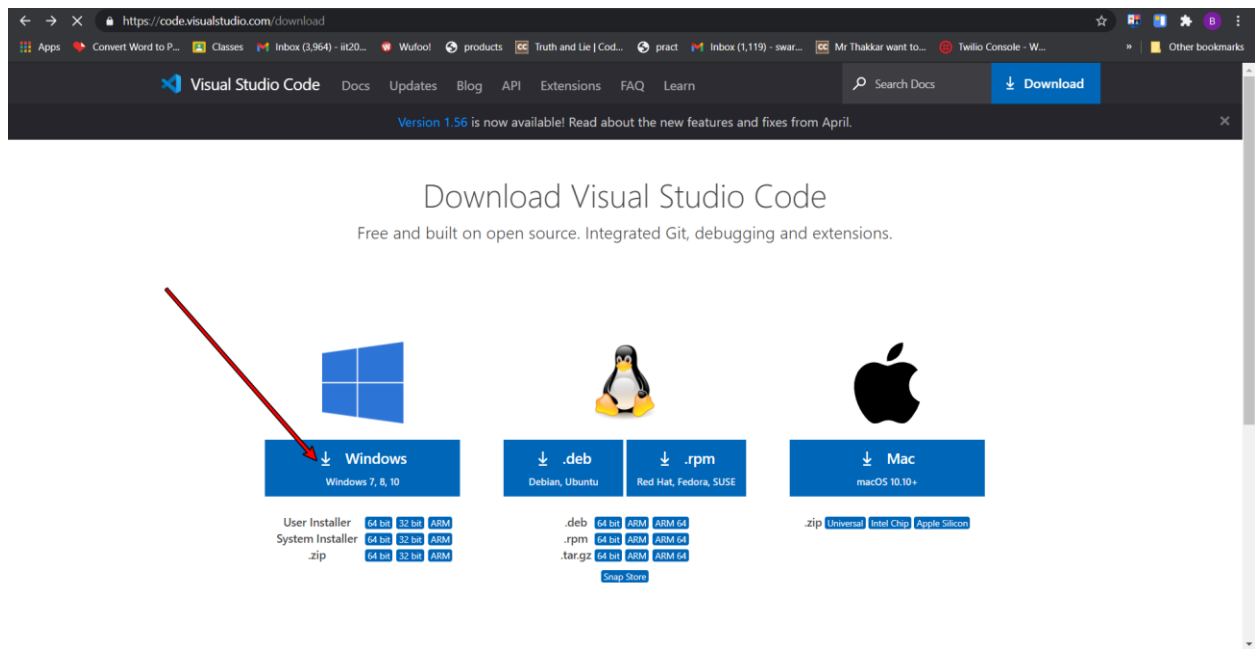 https://code.visualstudio.com/download
B
Apps Convert Word to P... Classes Inbox (3,964) - iit20... Wufoo! products Truth and Lie | Cod... pract Inbox (1,119) - swar... Mr Thakkar want to... Twilio Console - W... » Other bookmarks
Visual Studio Code Docs Updates Blog API Extensions FAQ Learn Search Docs Download
Version 1.56 is now available! Read about the new features and fixes from April.
Download Visual Studio Code
Free and built on open source. Integrated Git, debugging and extensions.
Windows
Windows 7, 8, 10
User Installer 64 bit 32 bit ARM
System Installer 64 bit 32 bit ARM
.zip 64 bit 32 bit ARM
.deb
Debian, Ubuntu
.rpm
Red Hat, Fedora, SUSE
.deb 64 bit ARM ARM 64
.rpm 64 bit ARM ARM 64
.tar.gz 64 bit ARM ARM 64
Snap Store
Mac
macOS 10.10+
.zip Universal Intel Chip Apple Silicon